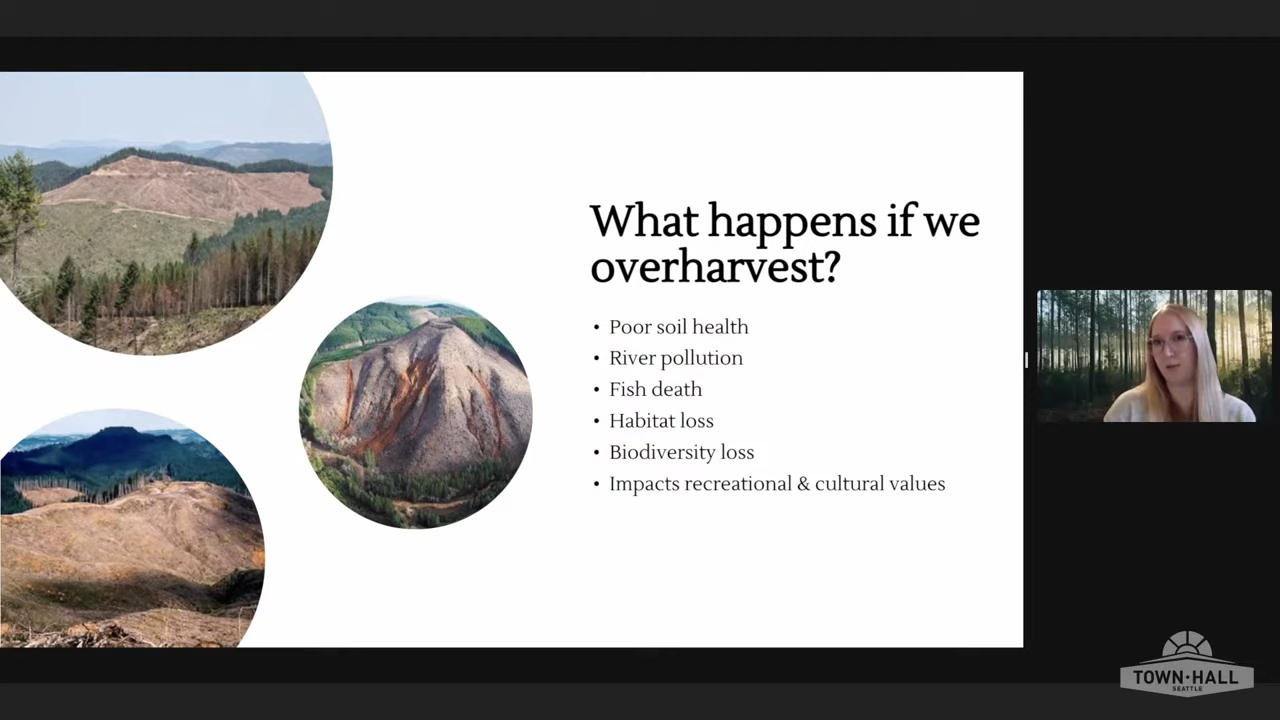 What happens if we
overharvest?
• Poor soil health
• River pollution
• Fish death
• Habitat loss
• Biodiversity loss
• Impacts recreational & cultural values
TOWN·HALL
SEATTLE